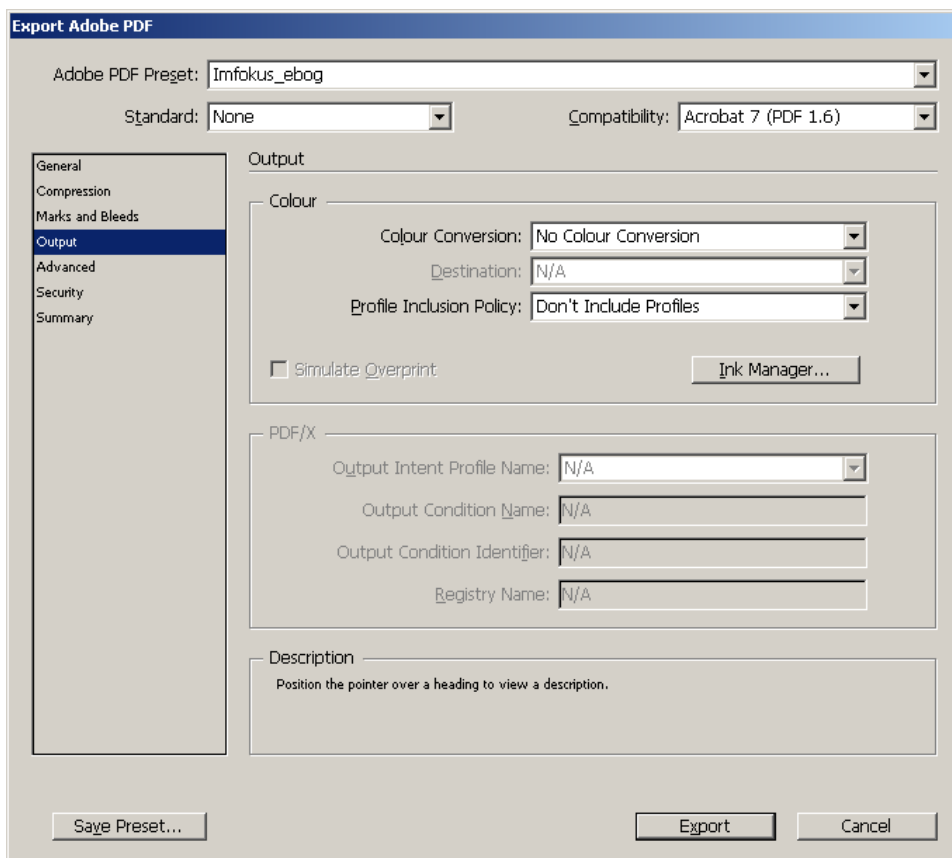 Export Adobe PDF
Adobe PDF Preset: Imfokus_ebog
Standard: None Compatibility: Acrobat 7 (PDF 1.6)
General
Compression
Marks and Bleeds
Output
Advanced
Security
Summary
Output
Colour
Colour Conversion: No Colour Conversion
Destination: N/A
Profile Inclusion Policy: Don't Include Profiles
Simulate Overprint Ink Manager...
PDF/X
Output Intent Profile Name: N/A
Output Condition Name: N/A
Output Condition Identifier: N/A
Registry Name: N/A
Description
Position the pointer over a heading to view a description.
Save Preset... Export Cancel